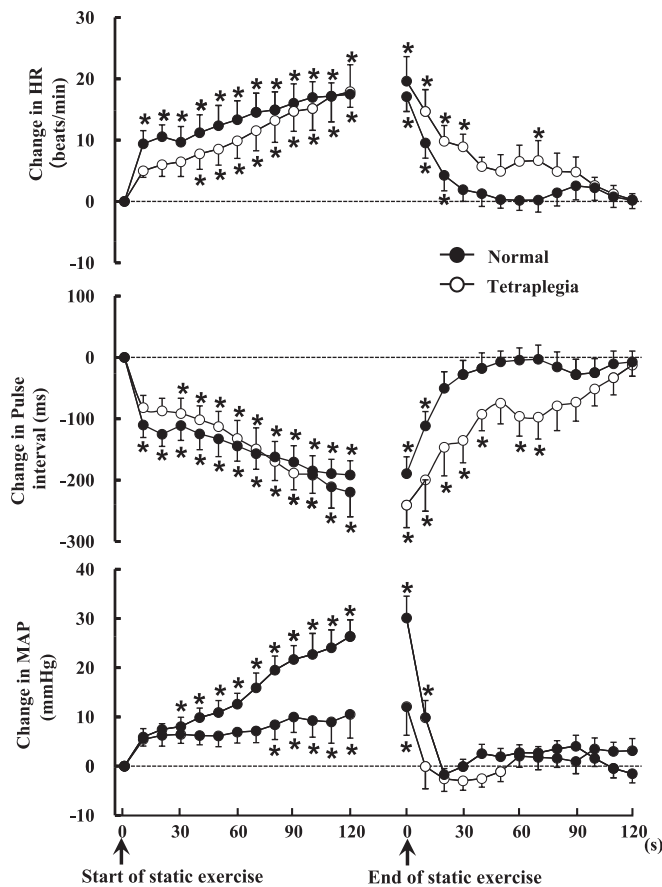 Change in HR
(beats/min)
30
20
10
0
-10
* * * * * * * * * * * *
* * * * * * * * *
* * * * *
* * *
Normal
Tetraplegia
Change in Pulse
interval (ms)
100
0
-100
-200
-300
* * * * * * * * * *
* * * * * * * * * * * *
* *
* * * * * * *
Change in MAP
(mmHg)
40
30
20
10
0
-10
* * * * * * * * * *
* * * * *
* *
*
0 30 60 90 120 0 30 60 90 120 (s)
Start of static exercise End of static exercise